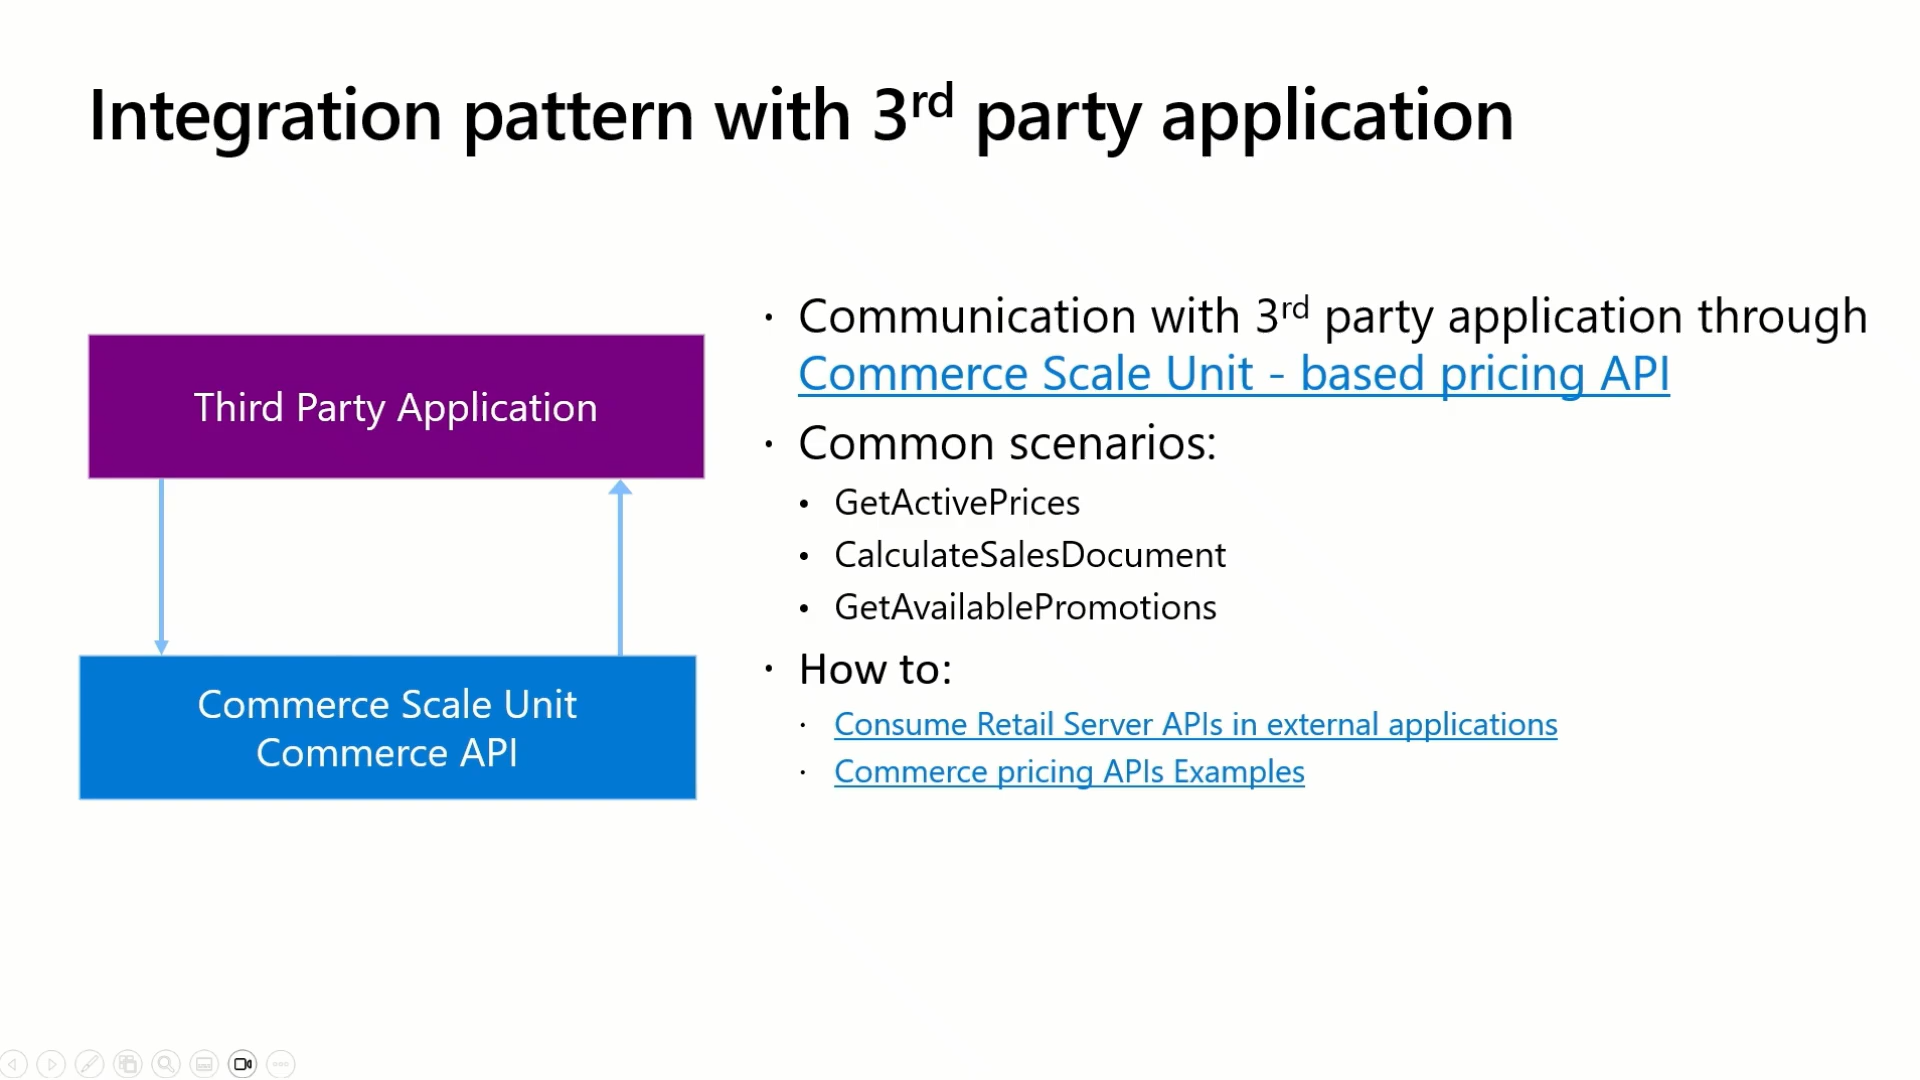 Integration pattern with 3rd party application
Third Party Application
Commerce Scale Unit
Commerce API
· Communication with 3rd party application through
Commerce Scale Unit - based pricing API
· Common scenarios:
• GetActivePrices
• CalculateSalesDocument
• GetAvailablePromotions
· How to:
· Consume Retail Server APIs in external applications
· Commerce pricing APIs Examples